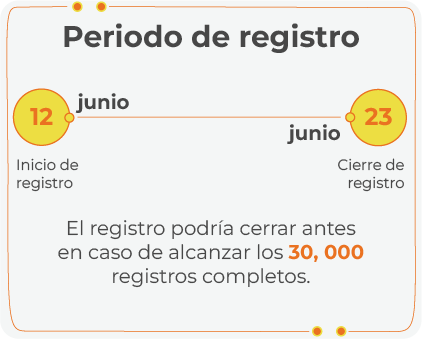 Periodo de registro
12 junio
junio 23
Inicio de
registro
Cierre de
registro
El registro podría cerrar antes
en caso de alcanzar los 30, 000
registros completos.